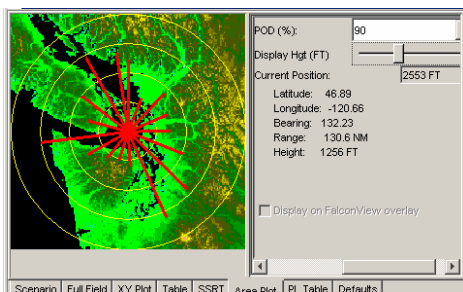 POD (%): 90
Display Hgt (FT)
Current Position: 2553 FT
Latitude: 46.89
Longitude: -120.66
Bearing: 132.23
Range: 130.6 NM
Height: 1256 FT
Display on FalconView overlay
Scenario Full Field XY Plot Table SSRT Area Plot PL Table Defaults